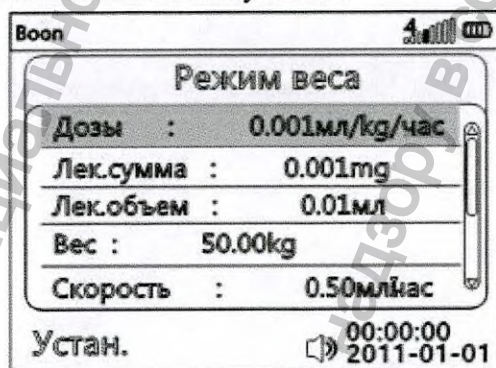 Boon 4
Режим веса
Дозы : 0.001мл/kg/час
Лек.сумма : 0.001mg
Лек.объем : 0.01мл
Вес : 50.00kg
Скорость : 0.50мл/час
Устан. 00:00:00
2011-01-01